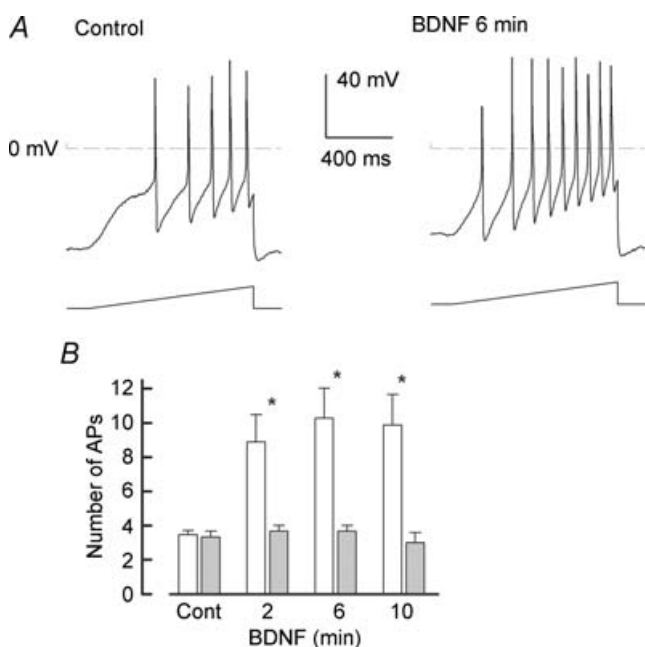 A
Control
BDNF 6 min
0 mV
40 mV
400 ms
B
Number of APs
12
10
8
6
4
2
0
* * *
Cont 2 6 10
BDNF (min)